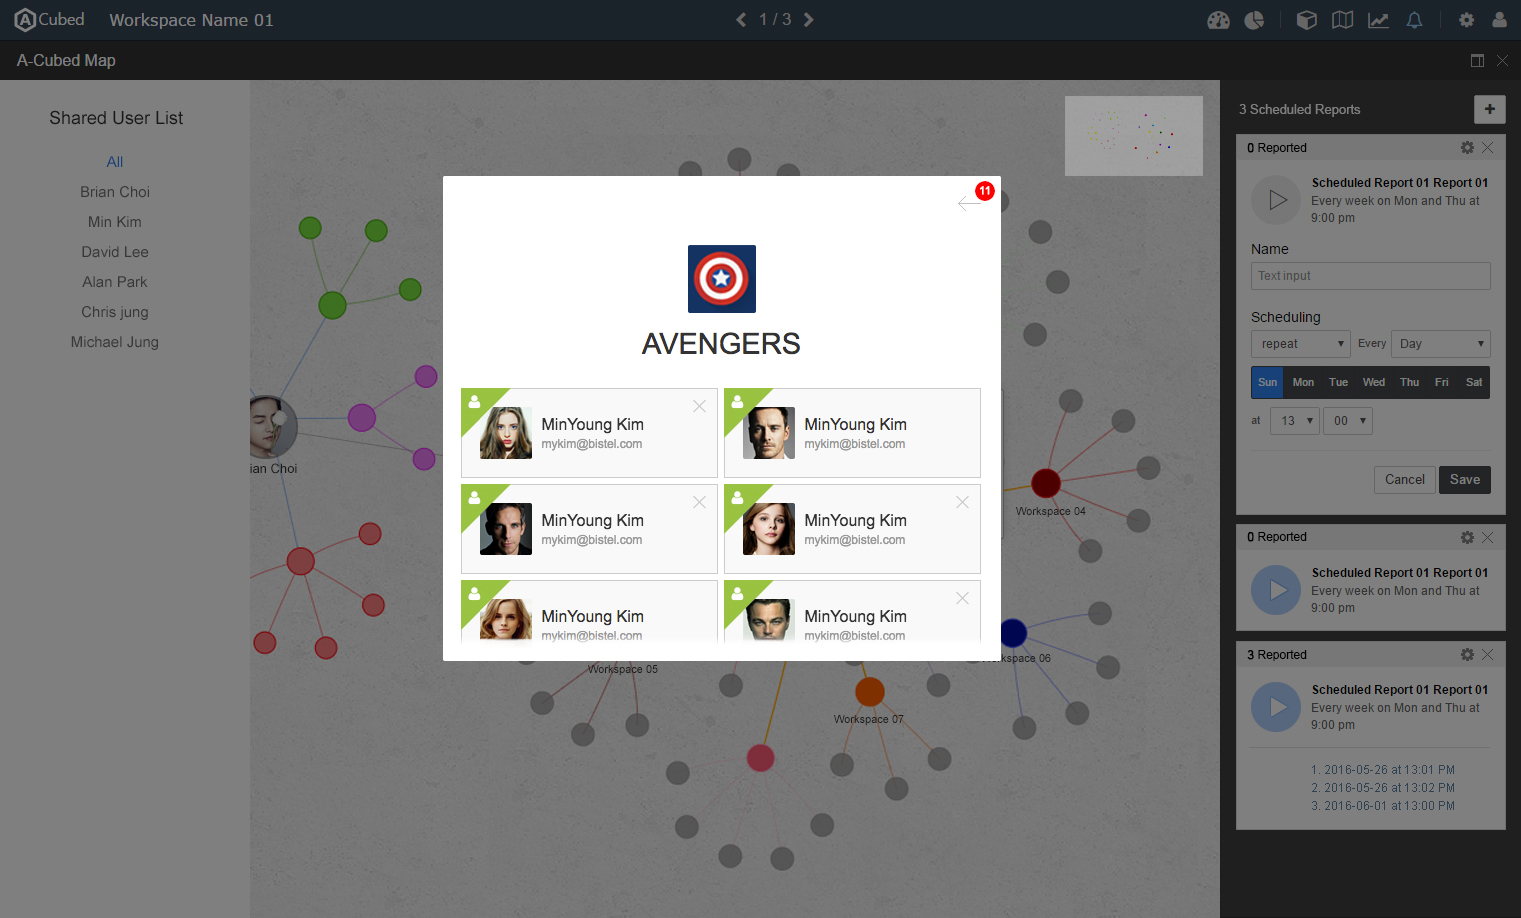 A Cubed
Workspace Name 01
1 / 3
A-Cubed Map
Shared User List
All
Brian Choi
Min Kim
David Lee
Alan Park
Chris jung
Michael Jung
ian Choi
11
AVENGERS
MinYoung Kim
mykim@bistel.com
MinYoung Kim
mykim@bistel.com
MinYoung Kim
mykim@bistel.com
MinYoung Kim
mykim@bistel.com
MinYoung Kim
mykim@bistel.com
MinYoung Kim
mykim@bistel.com
Workspace 04
Workspace 05
kspace 06
Workspace 07
3 Scheduled Reports
+
0 Reported
Scheduled Report 01 Report 01
Every week on Mon and Thu at
9:00 pm
Name
Text input
Scheduling
repeat Every Day
Sun Mon Tue Wed Thu Fri Sat
at 13 00
Cancel Save
0 Reported
Scheduled Report 01 Report 01
Every week on Mon and Thu at
9:00 pm
3 Reported
Scheduled Report 01 Report 01
Every week on Mon and Thu at
9:00 pm
1. 2016-05-26 at 13:01 PM
2. 2016-05-26 at 13:02 PM
3. 2016-06-01 at 13:00 PM